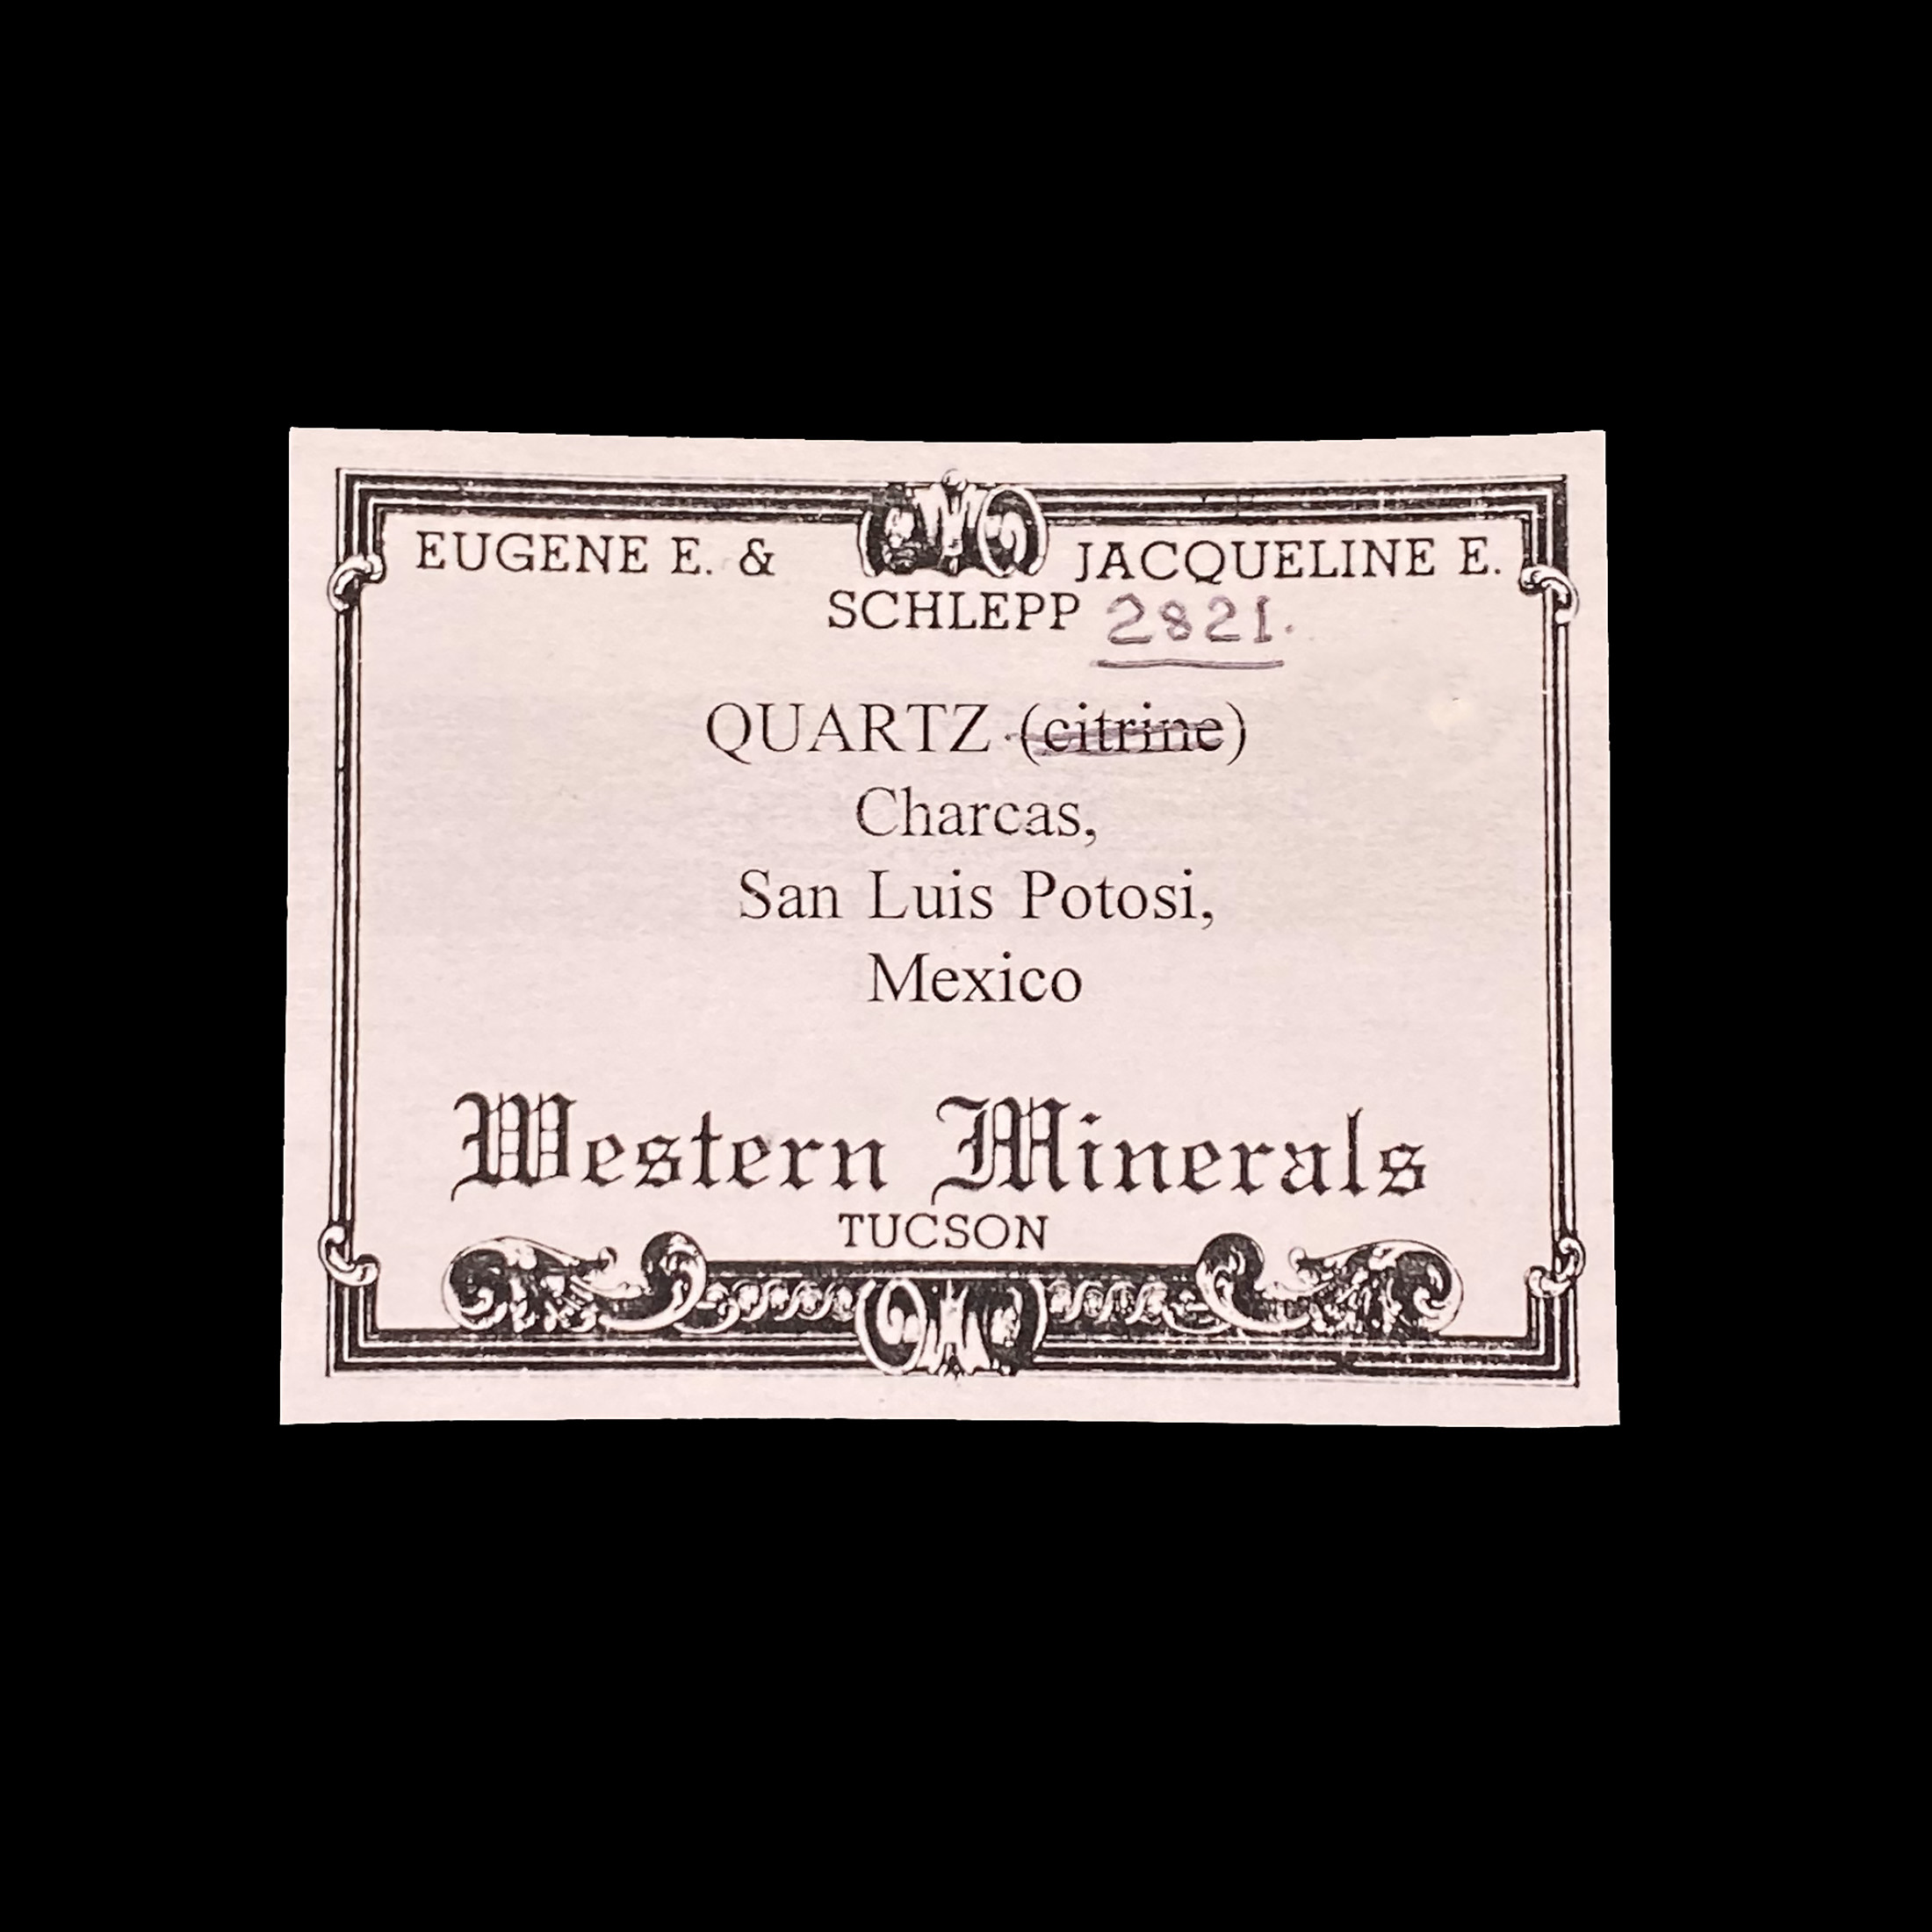 EUGENE E. & JACQUELINE E.
SCHLEPP 2821.
QUARTZ (citrine)
Charcas,
San Luis Potosi,
Mexico
Western Minerals
TUCSON